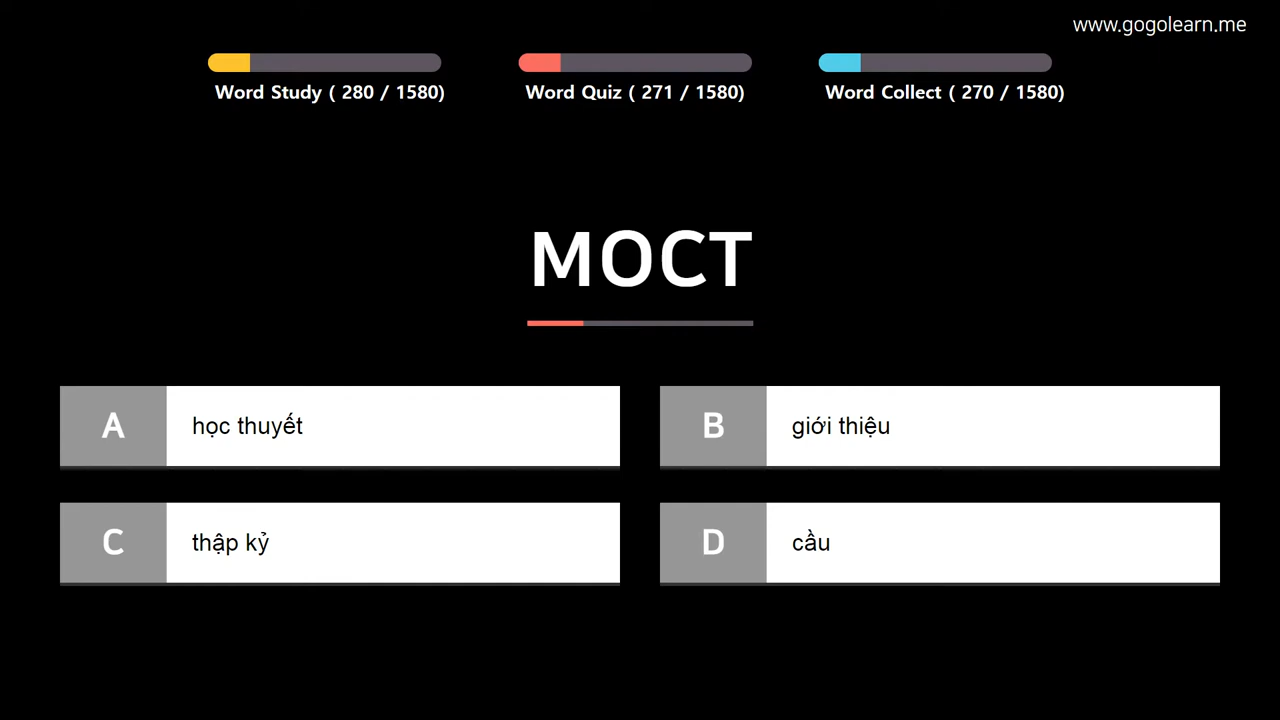 www.gogolearn.me
Word Study ( 280 / 1580)
Word Quiz ( 271 / 1580)
Word Collect ( 270 / 1580)
МОСТ
A học thuyết
B giới thiệu
C thập kỷ
D cầu